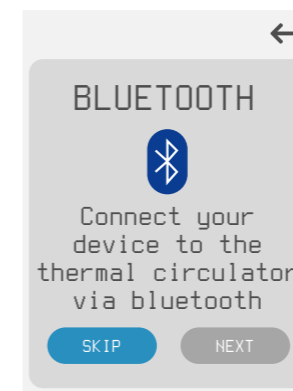 BLUETOOTH
Connect your
device to the
thermal circulator
via bluetooth
SKIP NEXT